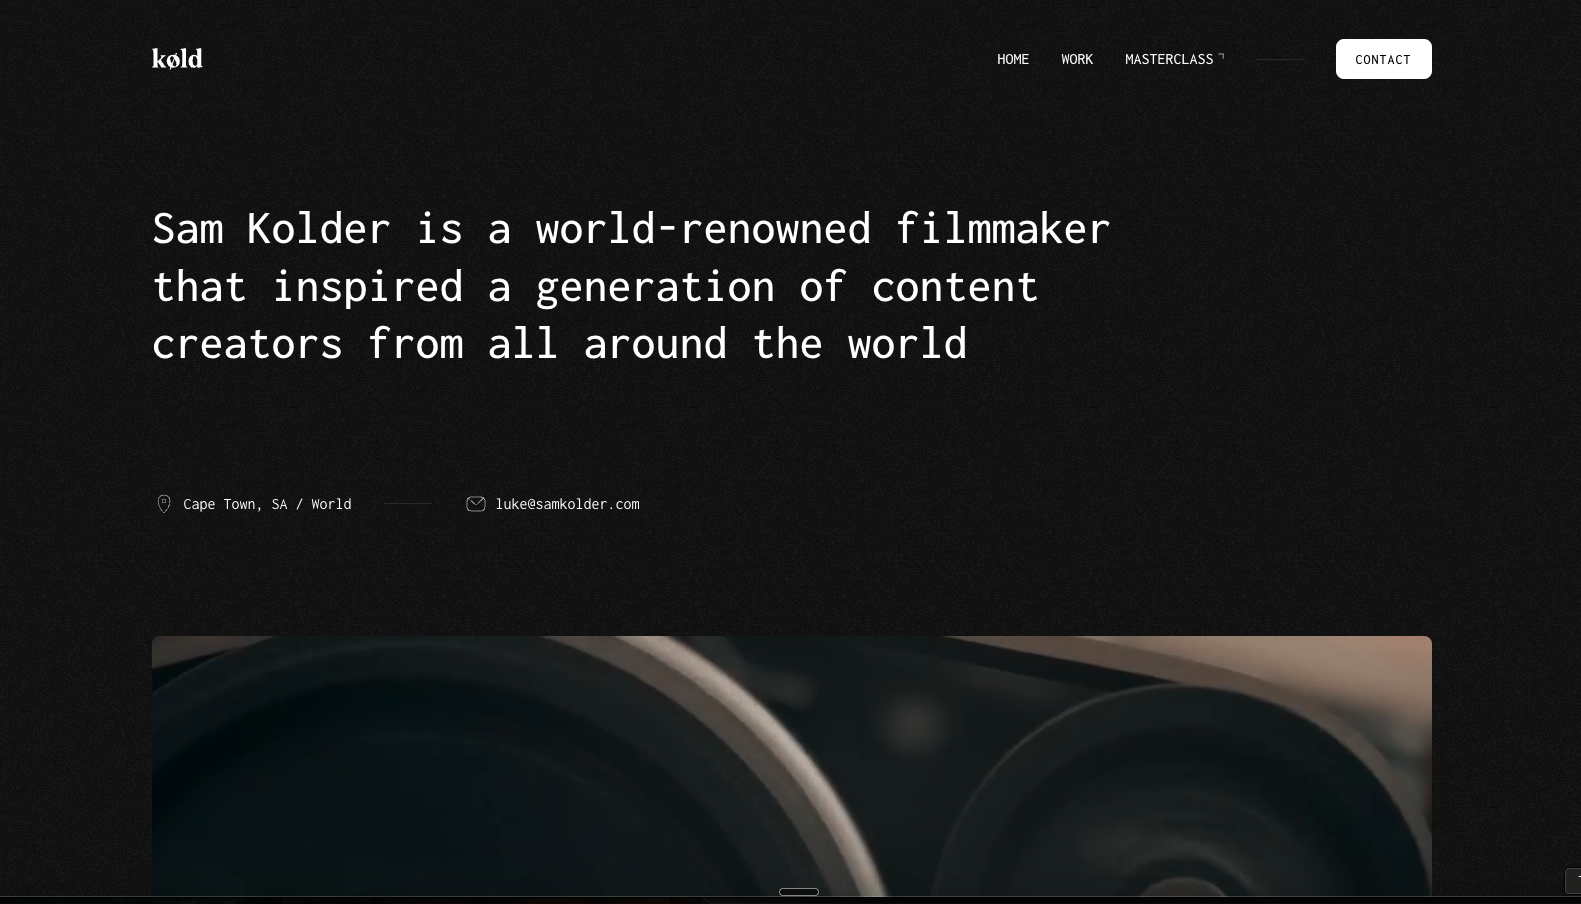 køld
HOME
WORK
MASTERCLASS
CONTACT
Sam Kolder is a world-renowned filmmaker
that inspired a generation of content
creators from all around the world
Cape Town, SA / World
luke@samkolder.com